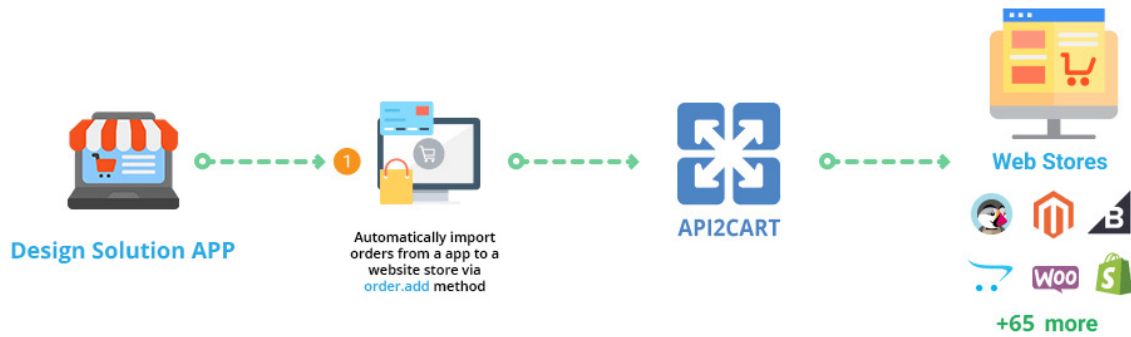 Design Solution APP
1
Automatically import
orders from a app to a
website store via
order.add method
API2CART
Web Stores
B
WOO
S
+65 more